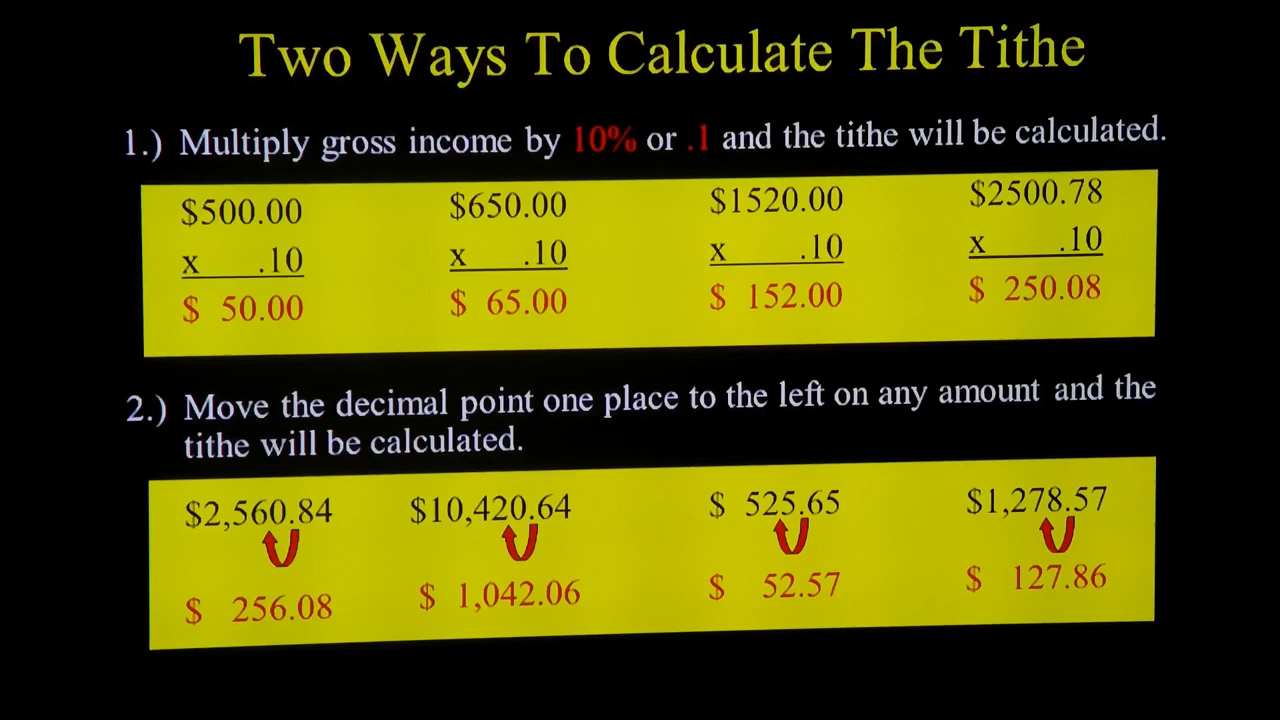 Two Ways To Calculate The Tithe
1.) Multiply gross income by 10% or .1 and the tithe will be calculated.
$500.00 $650.00 $1520.00 $2500.78
x .10 x .10 x .10 x .10
$ 50.00 $ 65.00 $ 152.00 $ 250.08
2.) Move the decimal point one place to the left on any amount and the
tithe will be calculated.
$2,560.84 $10,420.64 $ 525.65 $1,278.57
$ 256.08 $ 1,042.06 $ 52.57 $ 127.86